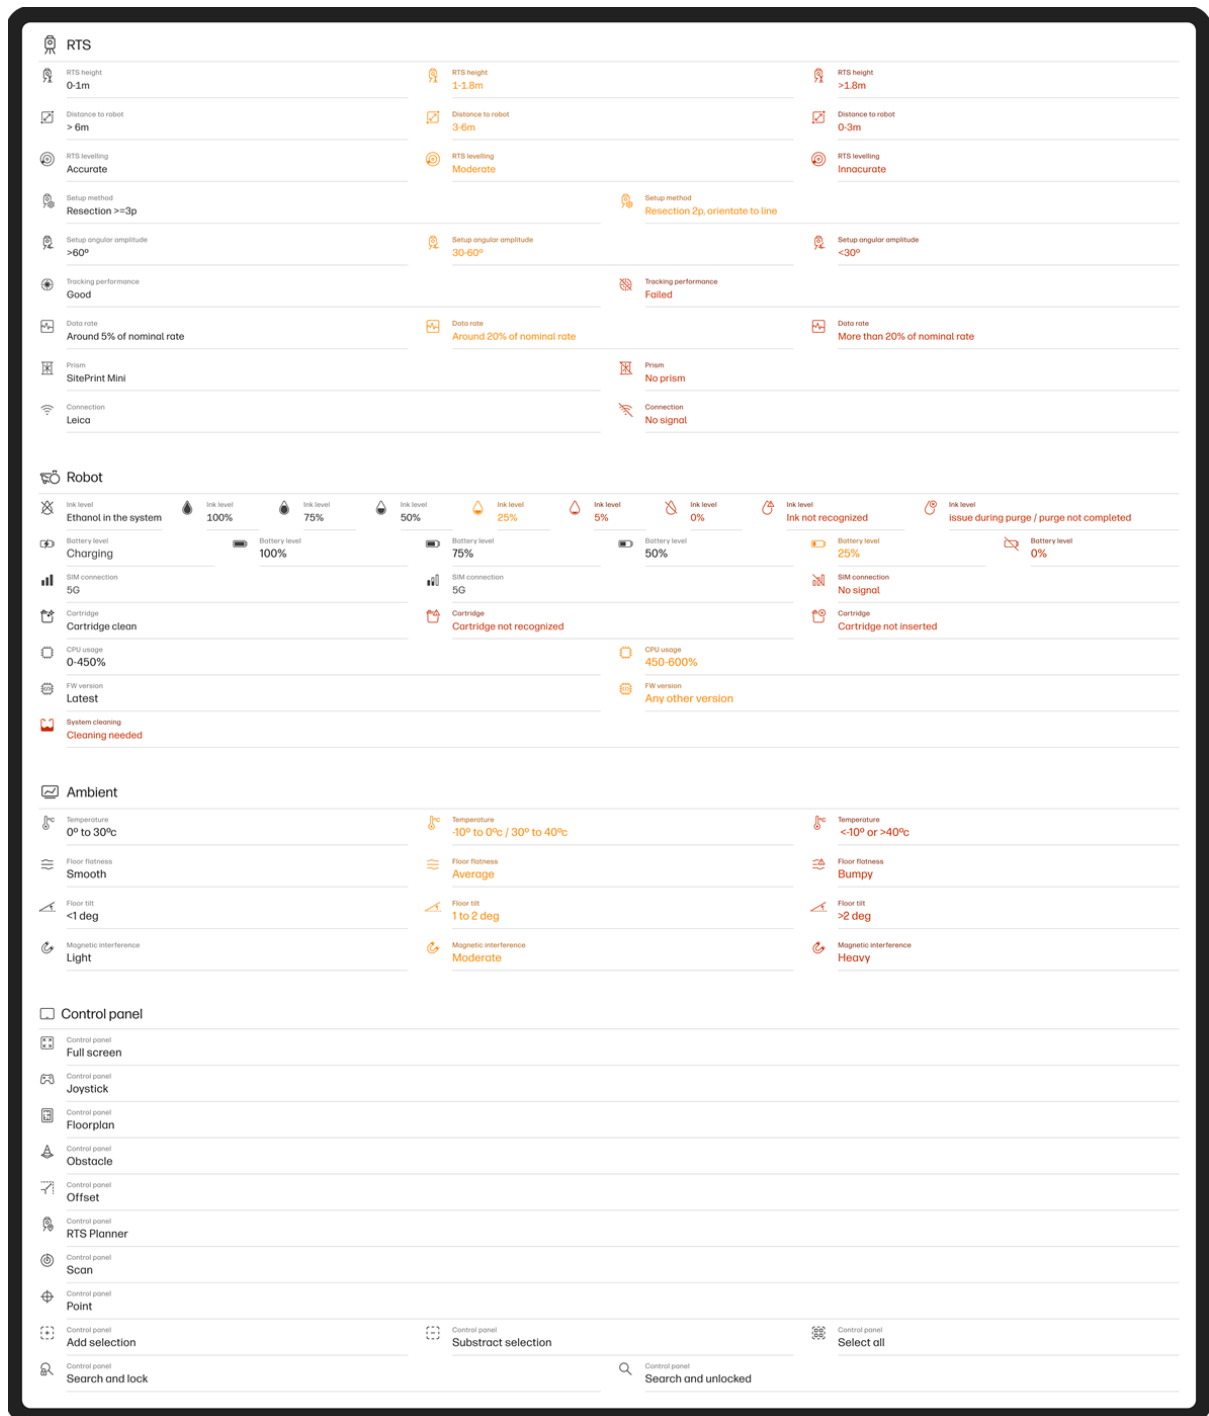 RTS
RTS height
0-1m
RTS height
1-1.8m
RTS height
>1.8m
Distance to robot
> 6m
Distance to robot
3-6m
Distance to robot
0-3m
RTS levelling
Accurate
RTS levelling
Moderate
RTS levelling
Innacurate
Setup method
Resection >=3p
Setup method
Resection 2p, orientate to line
Setup angular amplitude
>60º
Setup angular amplitude
30-60º
Setup angular amplitude
<30º
Tracking performance
Good
Tracking performance
Failed
Data rate
Around 5% of nominal rate
Data rate
Around 20% of nominal rate
Data rate
More than 20% of nominal rate
Prism
SitePrint Mini
Prism
No prism
Connection
Leica
Connection
No signal
Robot
Ink level
Ethanol in the system
Ink level
100%
Ink level
75%
Ink level
50%
Ink level
25%
Ink level
5%
Ink level
0%
Ink level
Ink not recognized
Ink level
issue during purge / purge not completed
Battery level
Charging
Battery level
100%
Battery level
75%
Battery level
50%
Battery level
25%
Battery level
0%
SIM connection
5G
SIM connection
5G
SIM connection
No signal
Cartridge
Cartridge clean
Cartridge
Cartridge not recognized
Cartridge
Cartridge not inserted
CPU usage
0-450%
CPU usage
450-600%
FW version
Latest
FW version
Any other version
System cleaning
Cleaning needed
Ambient
Temperature
0º to 30ºc
Temperature
-10º to 0ºc / 30º to 40ºc
Temperature
<-10º or >40ºc
Floor flatness
Smooth
Floor flatness
Average
Floor flatness
Bumpy
Floor tilt
<1 deg
Floor tilt
1 to 2 deg
Floor tilt
>2 deg
Magnetic interference
Light
Magnetic interference
Moderate
Magnetic interference
Heavy
Control panel
Control panel
Full screen
Control panel
Joystick
Control panel
Floorplan
Control panel
Obstacle
Control panel
Offset
Control panel
RTS Planner
Control panel
Scan
Control panel
Point
Control panel
Add selection
Control panel
Substract selection
Control panel
Select all
Control panel
Search and lock
Control panel
Search and unlocked